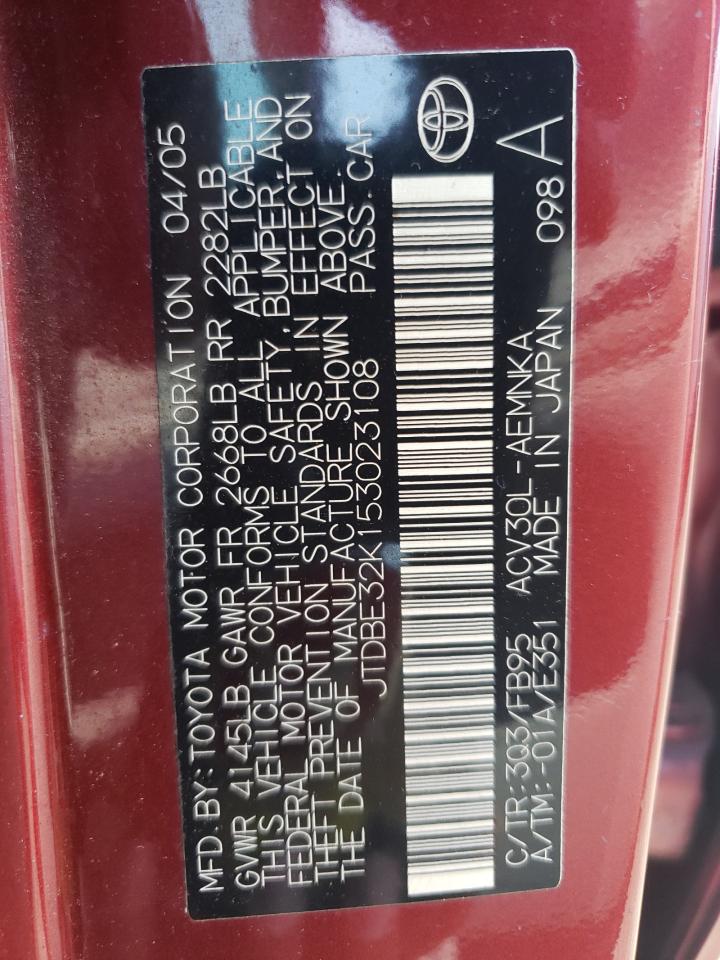 MFD. BY: TOYOTA MOTOR CORPORATION 04/05
GVWR 4145LB GAWR FR 2668LB RR 2282LB
THIS VEHICLE CONFORMS TO ALL APPLICABLE
FEDERAL MOTOR VEHICLE SAFETY, BUMPER, AND
THEFT PREVENTION STANDARDS IN EFFECT ON
THE DATE OF MANUFACTURE SHOWN ABOVE.
JTDBE32K153023108 PASS. CAR
C/TR: 3Q3/FB95 ACV30L-AEMNKA
A/TM: -01A/E351 MADE IN JAPAN 098 A